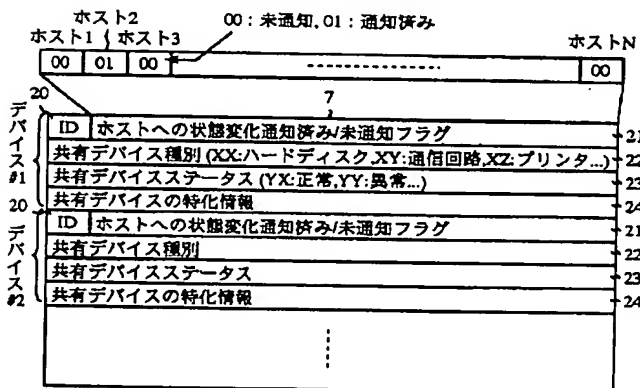 ホスト2 00:未通知,01:通知済み
ホスト1 ホスト3 ホストN
00 01 00 00
20 7
デバイス#1
ID ホストへの状態変化通知済み/未通知フラグ 21
共有デバイス種別(XX:ハードディスク,XY:通信回路,XZ:プリンタ...) 22
共有デバイスステータス(YX:正常,YY:異常...) 23
共有デバイスの特化情報 24
20
デバイス#2
ID ホストへの状態変化通知済み/未通知フラグ 21
共有デバイス種別 22
共有デバイスステータス 23
共有デバイスの特化情報 24